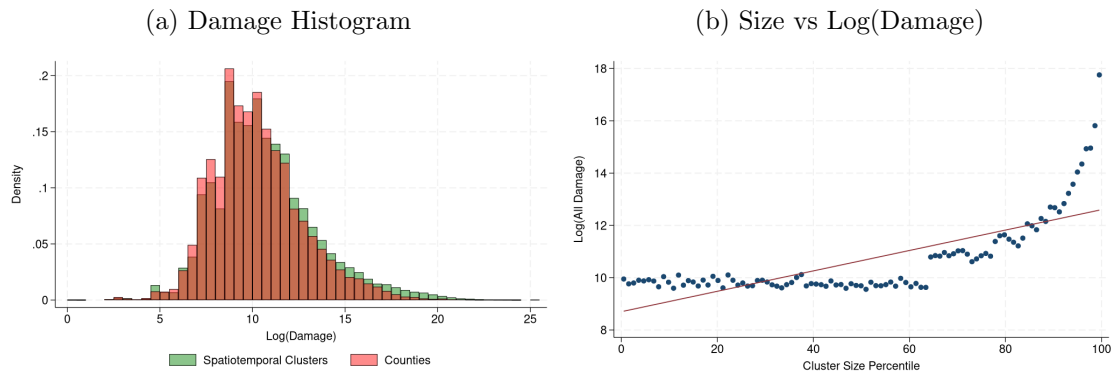 (a) Damage Histogram
.2
.15
.1
.05
0
Density
0 5 10 15 20 25
Log(Damage)
Spatiotemporal Clusters Counties
(b) Size vs Log(Damage)
18
16
14
12
10
8
Log(All Damage)
0 20 40 60 80 100
Cluster Size Percentile